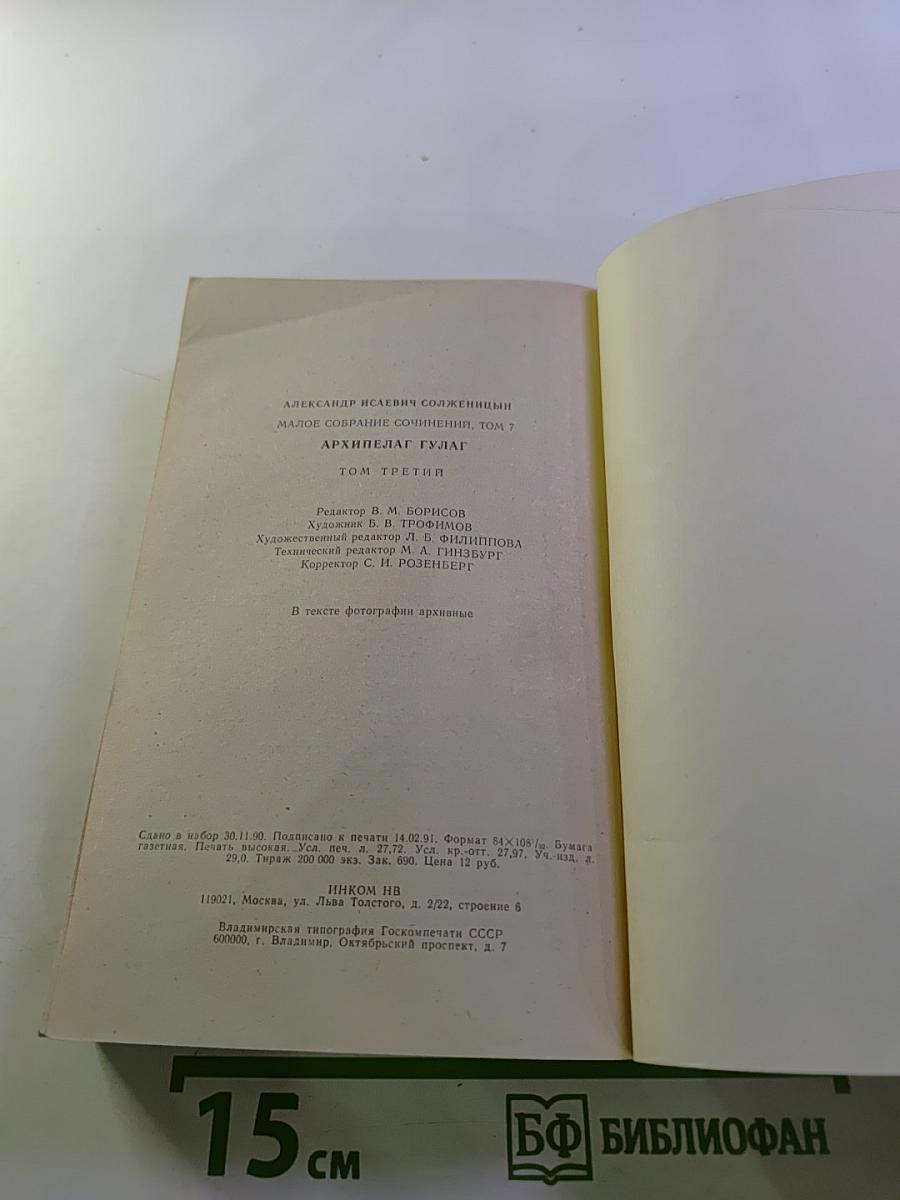 АЛЕКСАНДР ИСАЕВИЧ СОЛЖЕНИЦЫН
МАЛОЕ СОБРАНИЕ СОЧИНЕНИЙ, ТОМ 7
АРХИПЕЛАГ ГУЛАГ
ТОМ ТРЕТИЙ
Редактор В. М. БОРИСОВ
Художник Б. В. ТРОФИМОВ
Художественный редактор Л. Б. ФИЛИППОВА
Технический редактор М. А. ГИНЗБУРГ
Корректор С. И. РОЗЕНБЕРГ
В тексте фотографии архивные
Сдано в набор 30.11.90. Подписано к печати 14.02.91. Формат 84×108¹/₃₂. Бумага
газетная. Печать высокая. Усл. печ. л. 27,72. Усл. кр.-отт. 27,97. Уч.-изд. л.
29,0. Тираж 200 000 экз. Зак. 690. Цена 12 руб.
ИНКОМ НВ
119021, Москва, ул. Льва Толстого, д. 2/22, строение 6
Владимирская типография Госкомпечати СССР
600000, г. Владимир, Октябрьский проспект, д. 7
15 см
БФ БИБЛИОФАН